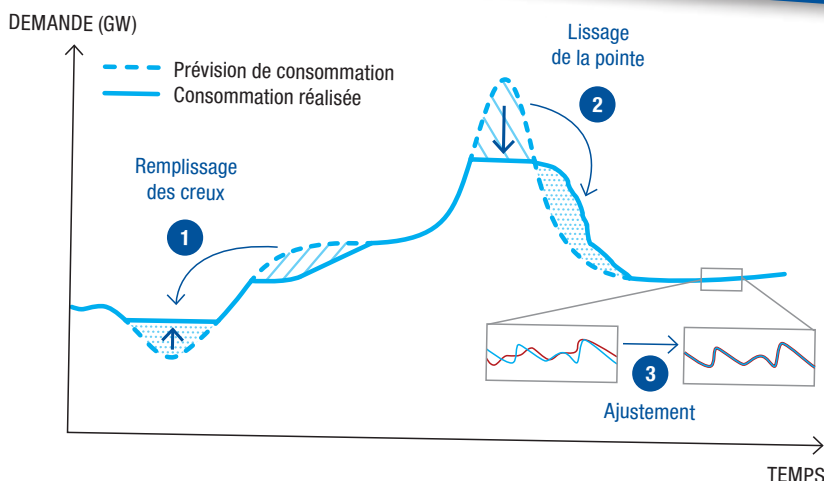 DEMANDE (GW)
Prévision de consommation
Consommation réalisée
Lissage
de la pointe
2
Remplissage
des creux
1
3
Ajustement
TEMPS